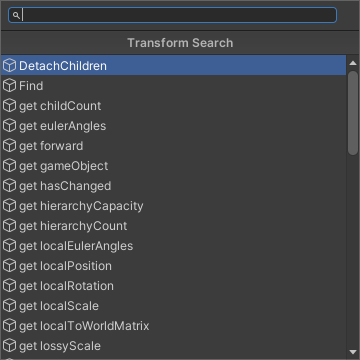 Transform Search
DetachChildren
Find
get childCount
get eulerAngles
get forward
get gameObject
get hasChanged
get hierarchyCapacity
get hierarchyCount
get localEulerAngles
get localPosition
get localRotation
get localScale
get localToWorldMatrix
get lossyScale